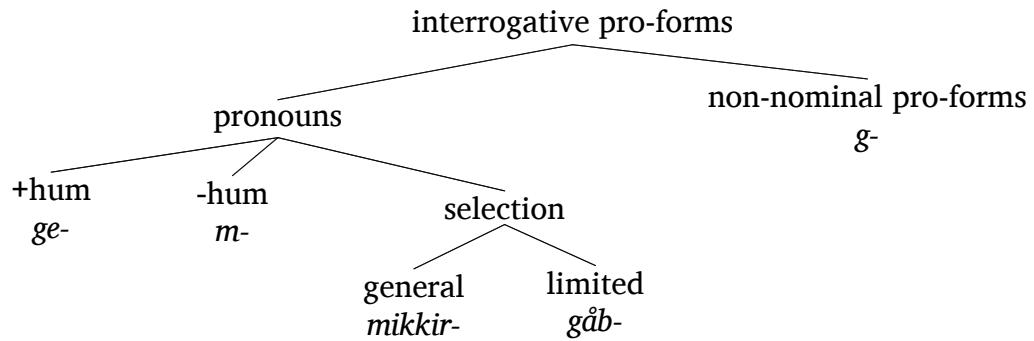 interrogative pro-forms
pronouns
non-nominal pro-forms
g-
+hum
ge-
-hum
m-
selection
general
mikkir-
limited
gåb-